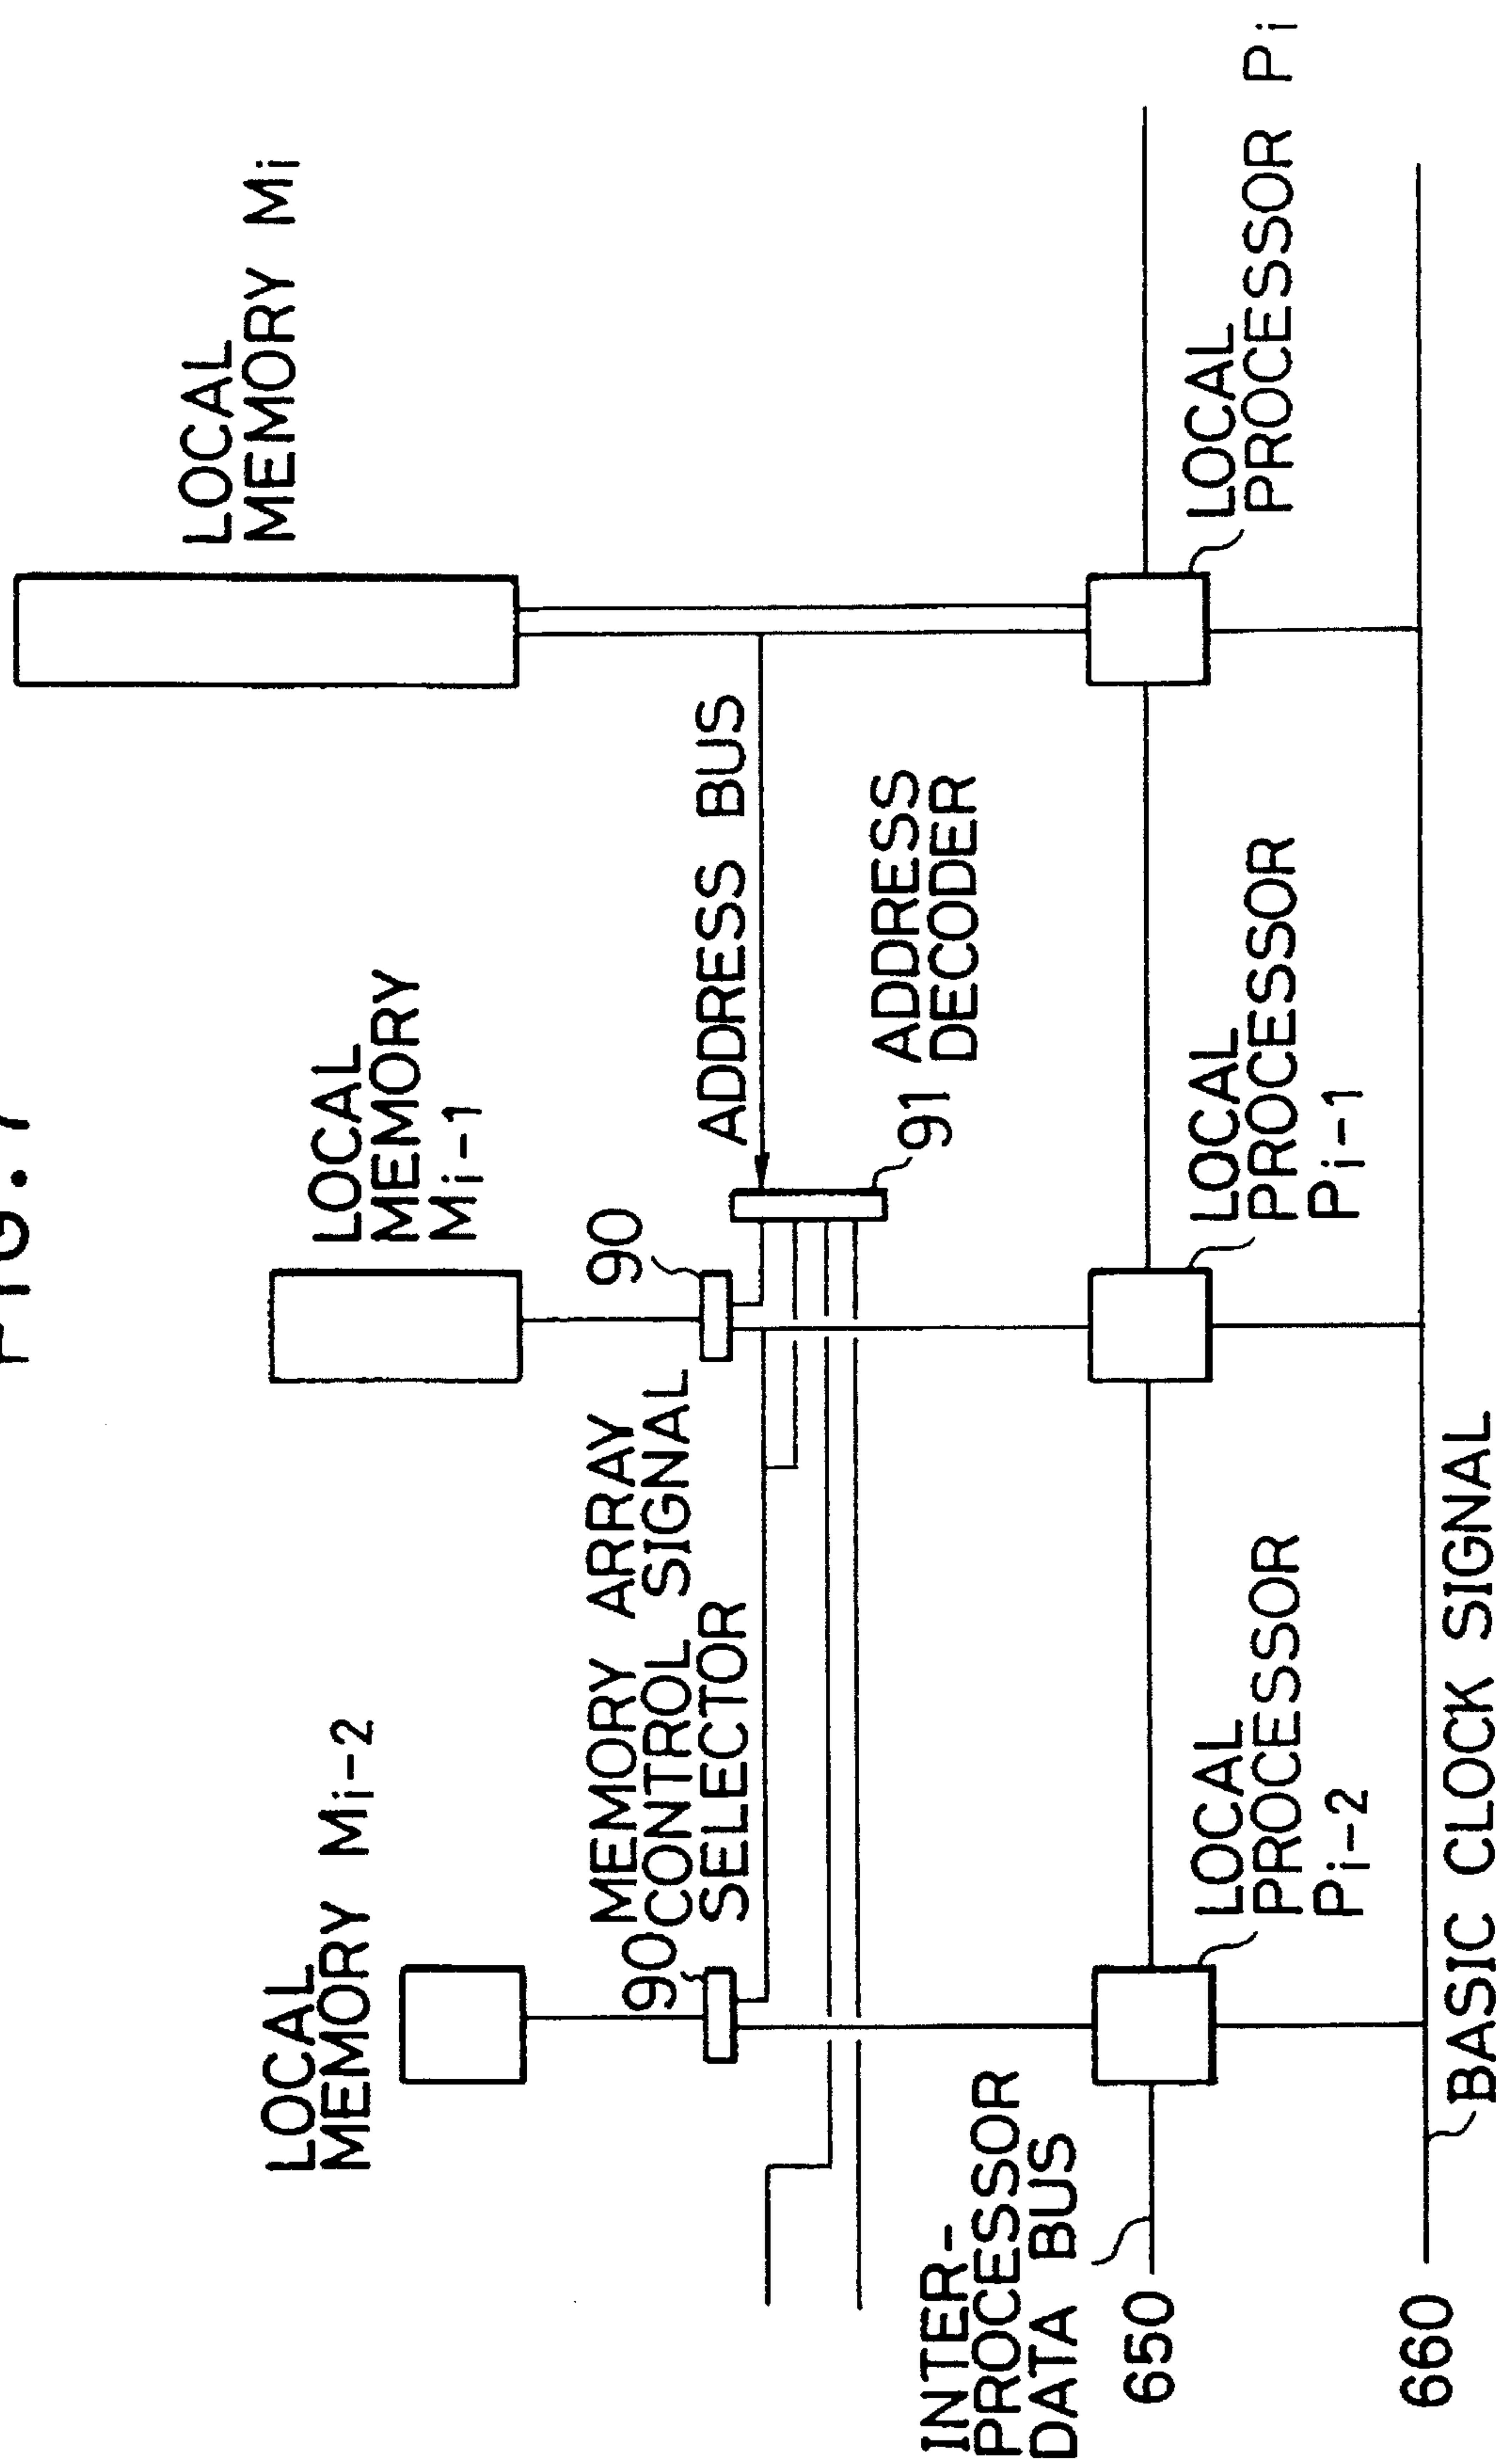 FIG. 7
LOCAL
MEMORY Mi-2
LOCAL
MEMORY
Mi-1
LOCAL
MEMORY Mi
90
MEMORY ARRAY
CONTROL SIGNAL
SELECTOR
90
ADDRESS BUS
91 ADDRESS
DECODER
INTER-
PROCESSOR
DATA BUS
650
LOCAL
PROCESSOR
Pi-2
LOCAL
PROCESSOR
Pi-1
LOCAL
PROCESSOR Pi
660
BASIC CLOCK SIGNAL